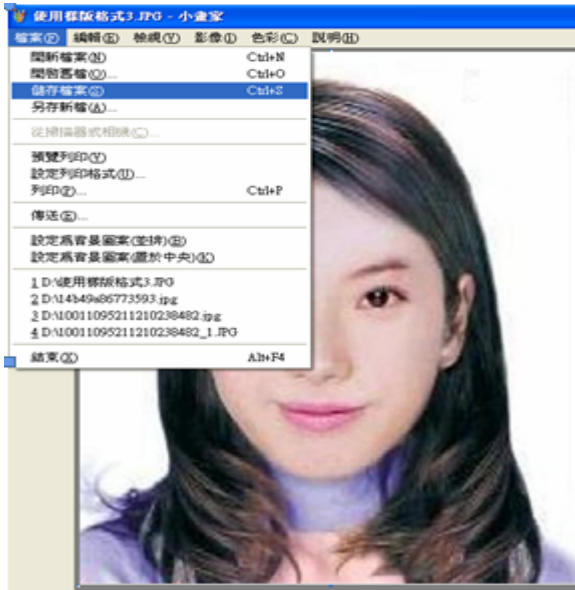 使用樣版格式3.JPG - 小畫家
檔案(F) 編輯(E) 檢視(V) 影像(I) 色彩(C) 說明(H)
開新檔案(N) Ctrl+N
開啟舊檔(O)... Ctrl+O
儲存檔案(S) Ctrl+S
另存新檔(A)...
從掃描器或相機(C)...
預覽列印(V)
設定列印格式(U)...
列印(P)... Ctrl+P
傳送(E)...
設定為背景圖案(並排)(B)
設定為背景圖案(置於中央)(K)
1 D:\使用樣版格式3.JPG
2 D:\14b49a86773593.jpg
3 D:\10011095211210238482.jpg
4 D:\10011095211210238482_1.JPG
結束(X) Alt+F4